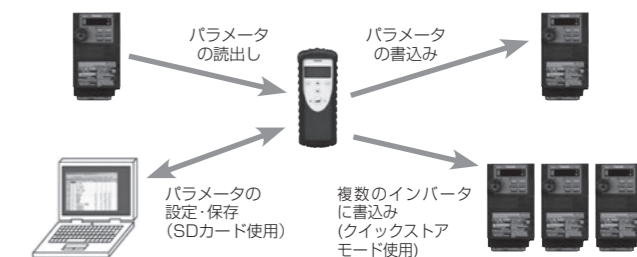 パラメータ
の読出し
パラメータ
の書込み
パラメータの
設定・保存
（SDカード使用）
複数のインバータ
に書込み
(クイックストア
モード使用)